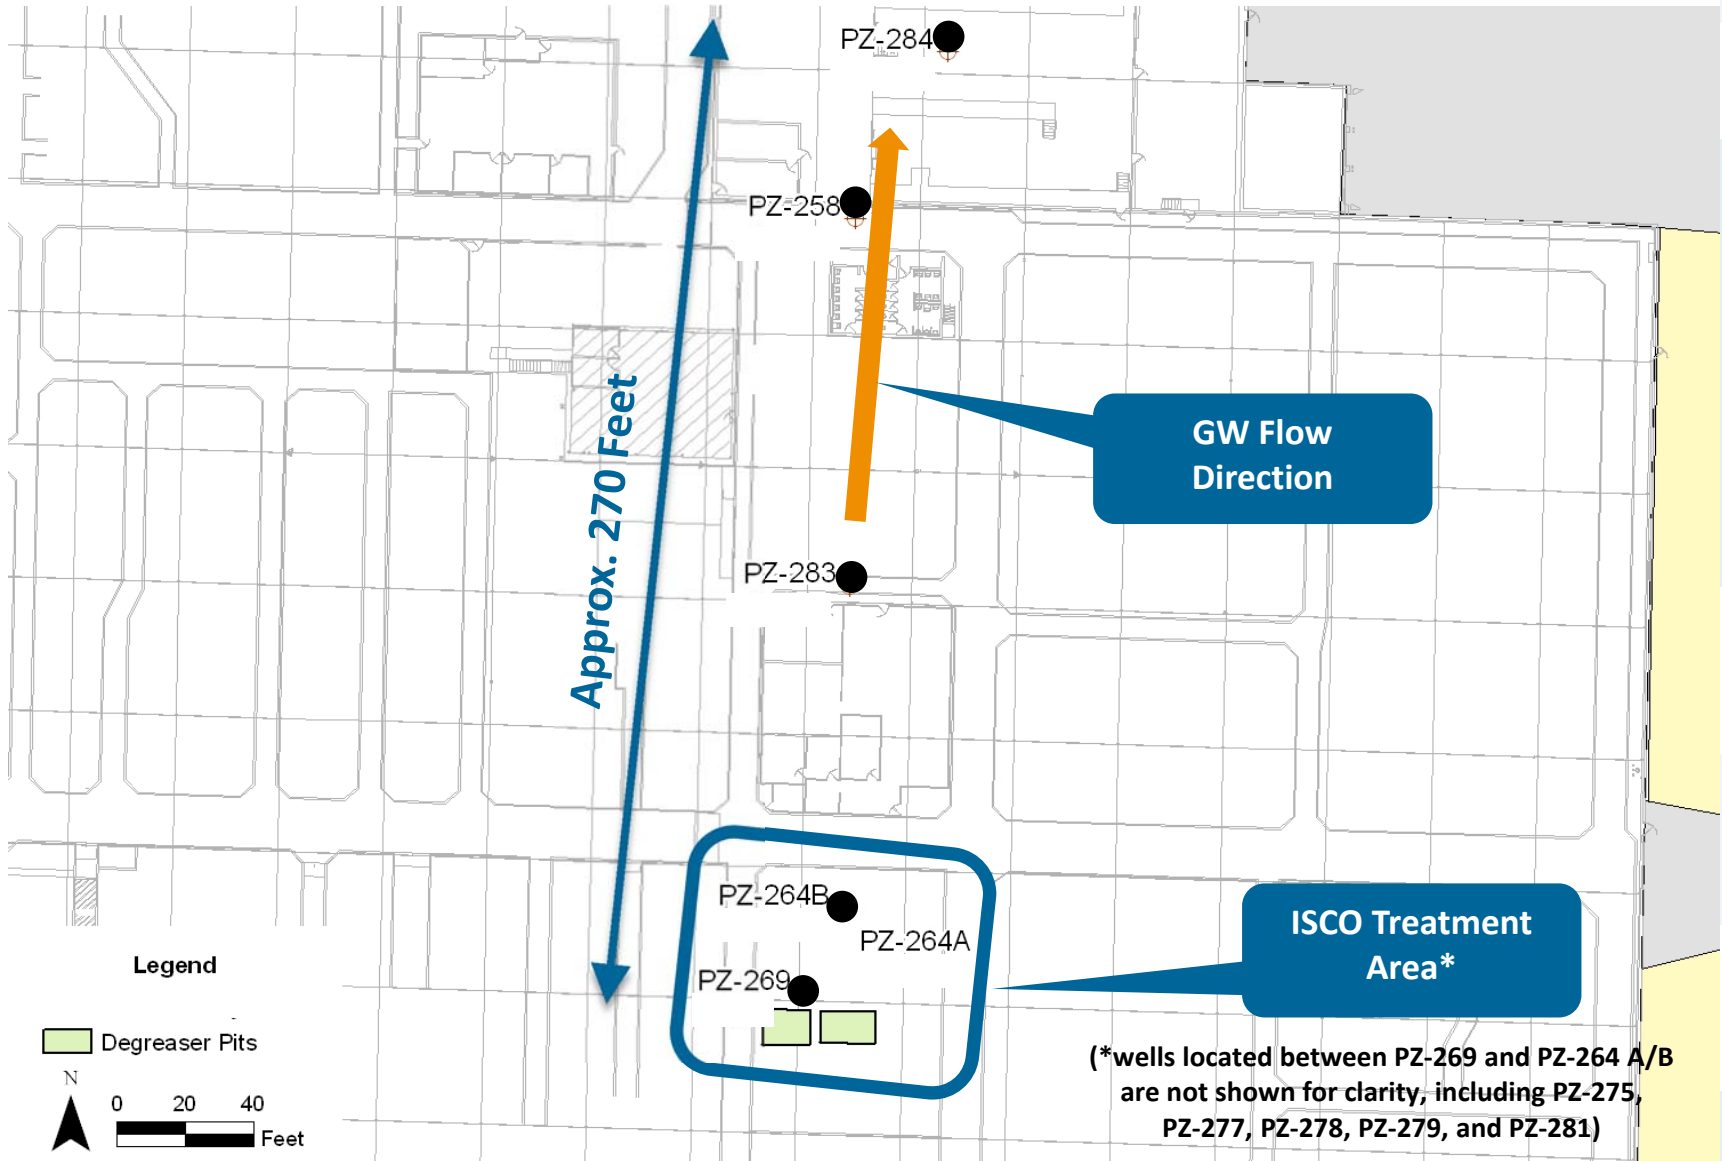 PZ-284
PZ-258
Approx. 270 Feet
GW Flow
Direction
PZ-283
PZ-264B
PZ-264A
PZ-269
ISCO Treatment
Area*
Legend
Degreaser Pits
N
0 20 40
Feet
(*wells located between PZ-269 and PZ-264 A/B
are not shown for clarity, including PZ-275,
PZ-277, PZ-278, PZ-279, and PZ-281)